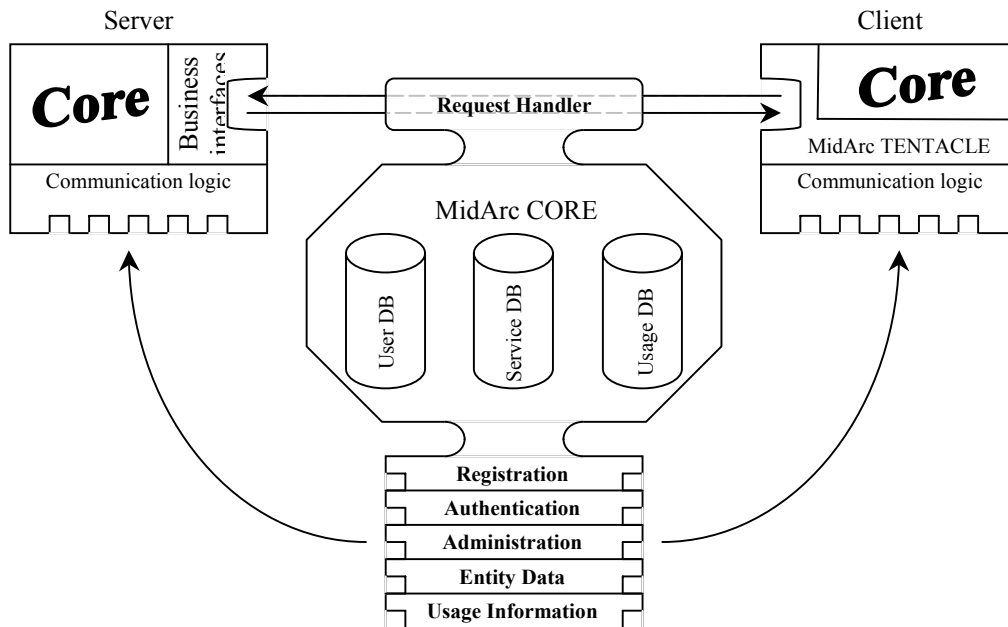 Server
Client
Core
Business
interfaces
Request Handler
Core
MidArc TENTACLE
Communication logic
Communication logic
MidArc CORE
User DB
Service DB
Usage DB
Registration
Authentication
Administration
Entity Data
Usage Information